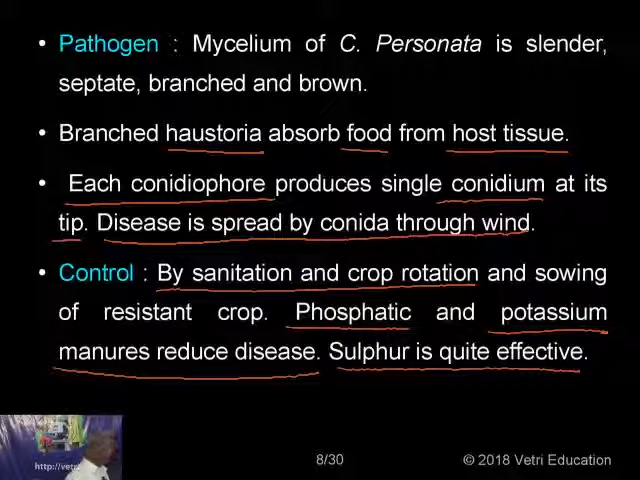 • Pathogen : Mycelium of C. Personata is slender,
septate, branched and brown.
• Branched haustoria absorb food from host tissue.
• Each conidiophore produces single conidium at its
tip. Disease is spread by conida through wind.
• Control : By sanitation and crop rotation and sowing
of resistant crop. Phosphatic and potassium
manures reduce disease. Sulphur is quite effective.
http://vet
8/30
© 2018 Vetri Education